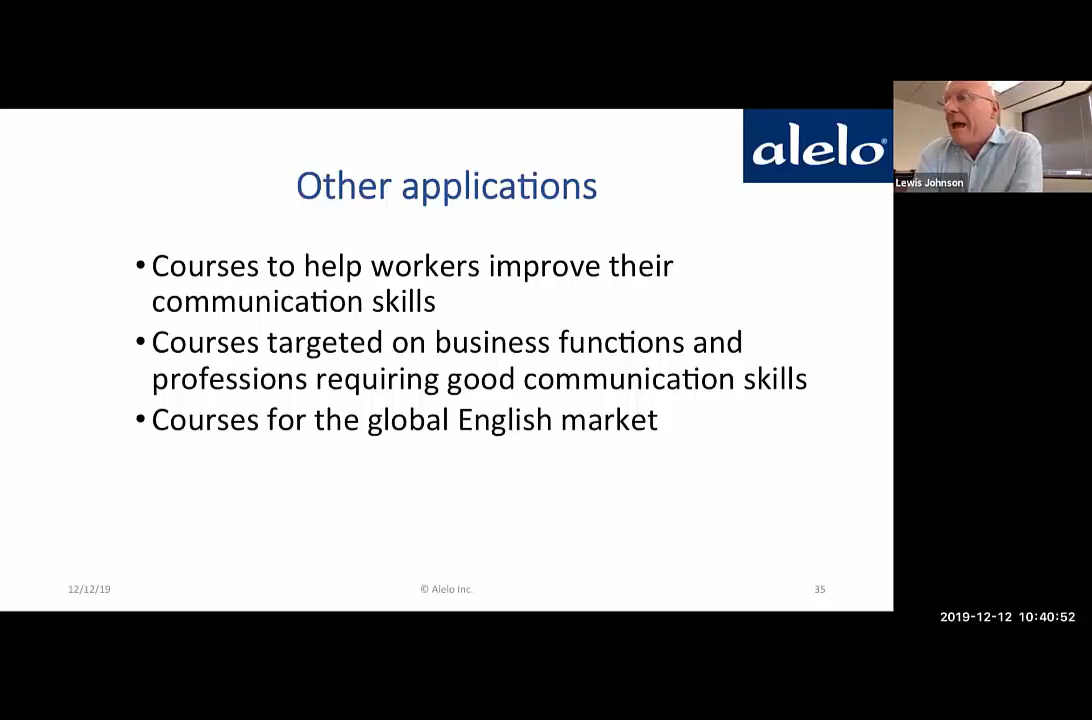 alelo®
Lewis Johnson
Other applications
• Courses to help workers improve their
communication skills
• Courses targeted on business functions and
professions requiring good communication skills
• Courses for the global English market
12/12/19
© Alelo Inc.
35
2019-12-12 10:40:52